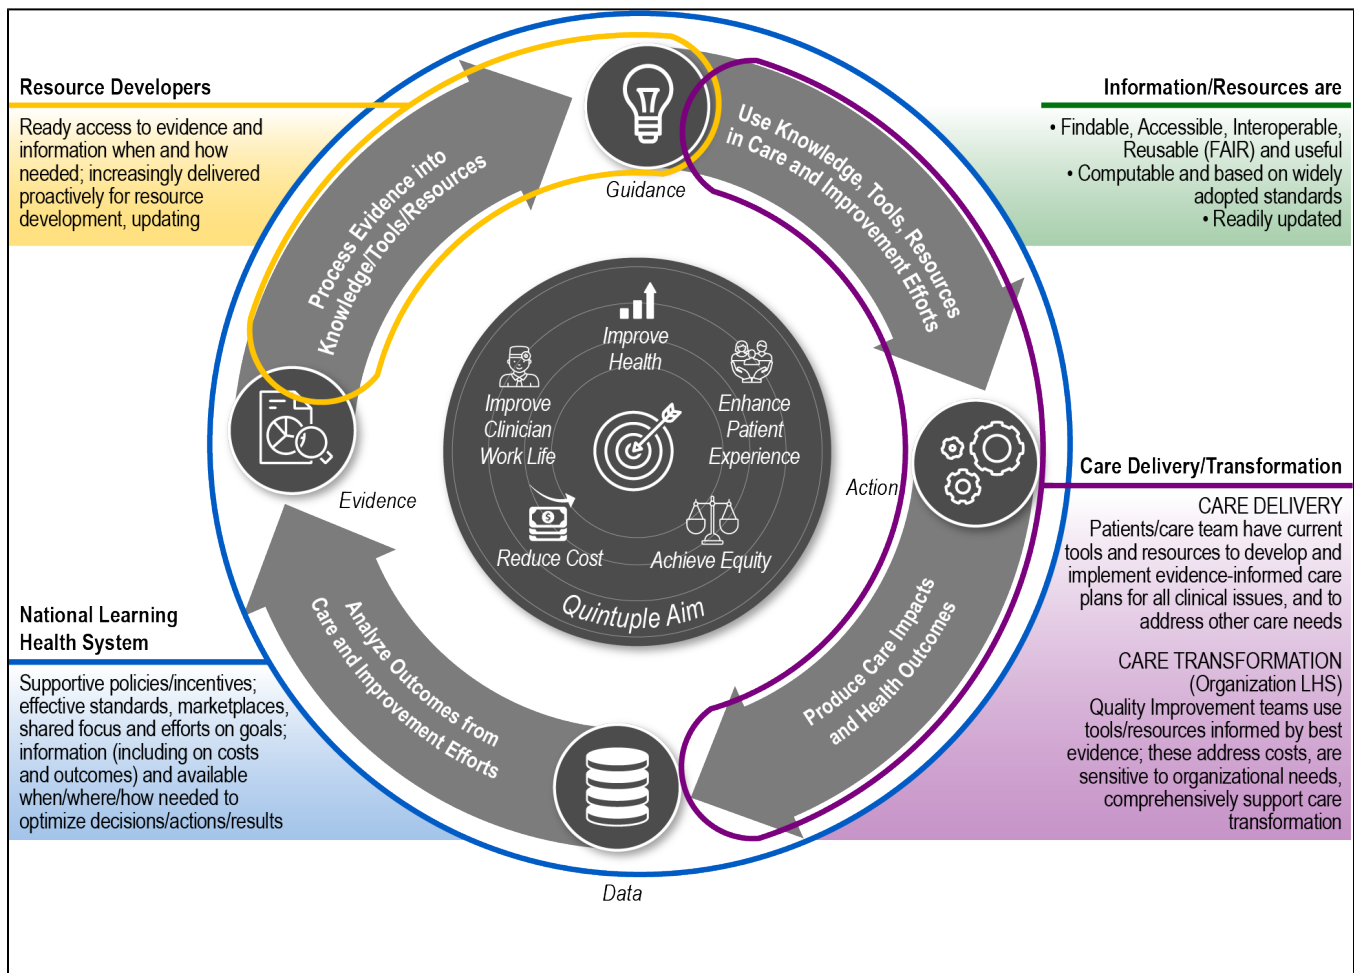 Resource Developers
Ready access to evidence and
information when and how
needed; increasingly delivered
proactively for resource
development, updating
Process Evidence into
Knowledge/Tools/Resources
Guidance
Use Knowledge, Tools, Resources
in Care and Improvement Efforts
Information/Resources are
• Findable, Accessible, Interoperable,
Reusable (FAIR) and useful
• Computable and based on widely
adopted standards
• Readily updated
Improve
Health
Improve
Clinician
Work Life
Enhance
Patient
Experience
$
Reduce Cost
Achieve Equity
Quintuple Aim
Evidence
Action
Care Delivery/Transformation
CARE DELIVERY
Patients/care team have current
tools and resources to develop and
implement evidence-informed care
plans for all clinical issues, and to
address other care needs
CARE TRANSFORMATION
(Organization LHS)
Quality Improvement teams use
tools/resources informed by best
evidence; these address costs, are
sensitive to organizational needs,
comprehensively support care
transformation
Produce Care Impacts
and Health Outcomes
National Learning
Health System
Supportive policies/incentives;
effective standards, marketplaces,
shared focus and efforts on goals;
information (including on costs
and outcomes) and available
when/where/how needed to
optimize decisions/actions/results
Analyze Outcomes from
Care and Improvement Efforts
Data